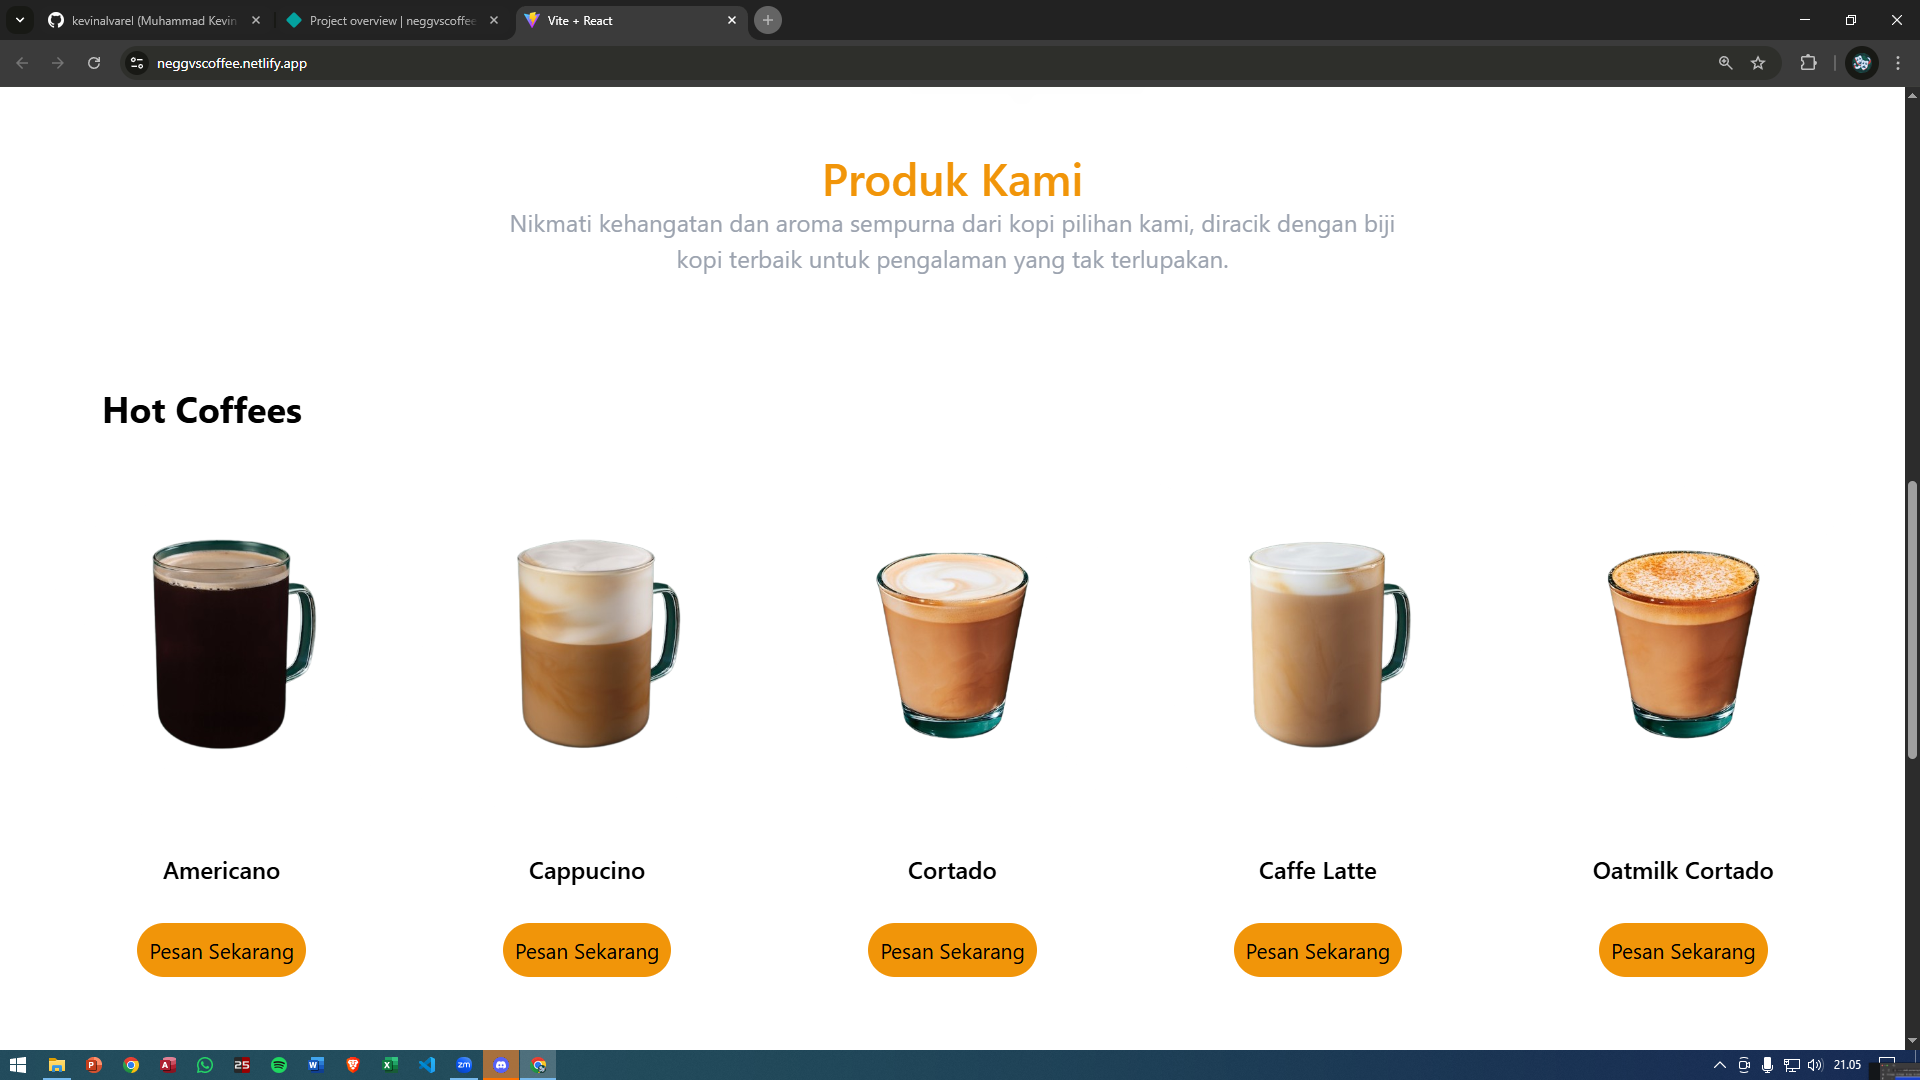 kevinalvarel (Muhammad Kevin
Project overview | neggvscoffee
Vite + React
neggvscoffee.netlify.app
Produk Kami
Nikmati kehangatan dan aroma sempurna dari kopi pilihan kami, diracik dengan biji
kopi terbaik untuk pengalaman yang tak terlupakan.
Hot Coffees
Americano
Cappucino
Cortado
Caffe Latte
Oatmilk Cortado
Pesan Sekarang
Pesan Sekarang
Pesan Sekarang
Pesan Sekarang
Pesan Sekarang
25
zm
21.05